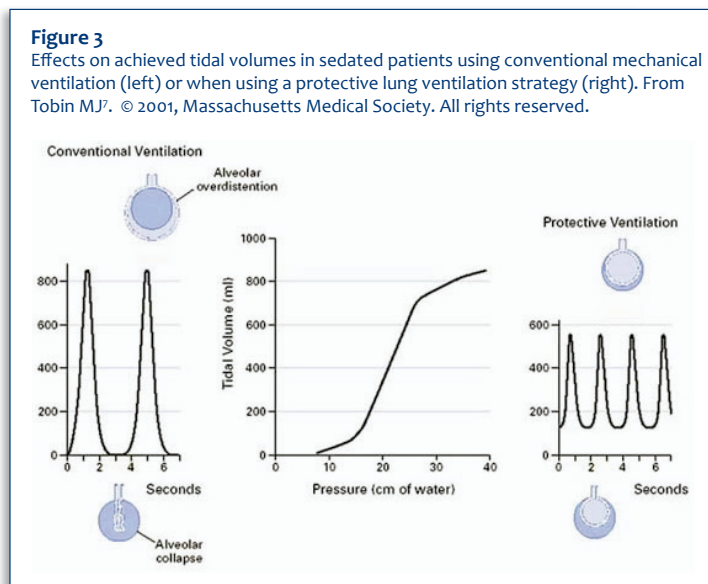 Figure 3
Effects on achieved tidal volumes in sedated patients using conventional mechanical
ventilation (left) or when using a protective lung ventilation strategy (right). From
Tobin MJ⁷. © 2001, Massachusetts Medical Society. All rights reserved.
Conventional Ventilation
Alveolar
overdistention
Protective Ventilation
800
600
400
200
0
0 2 4 6
Seconds
Alveolar
collapse
Tidal Volume (ml)
1000
800
600
400
200
0
0 10 20 30 40
Pressure (cm of water)
600
400
200
0
0 2 4 6
Seconds